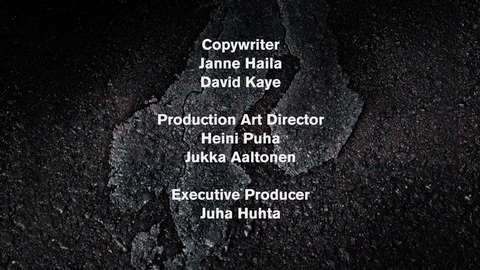 Copywriter
Janne Haila
David Kaye
Production Art Director
Heini Puha
Jukka Aaltonen
Executive Producer
Juha Huhta